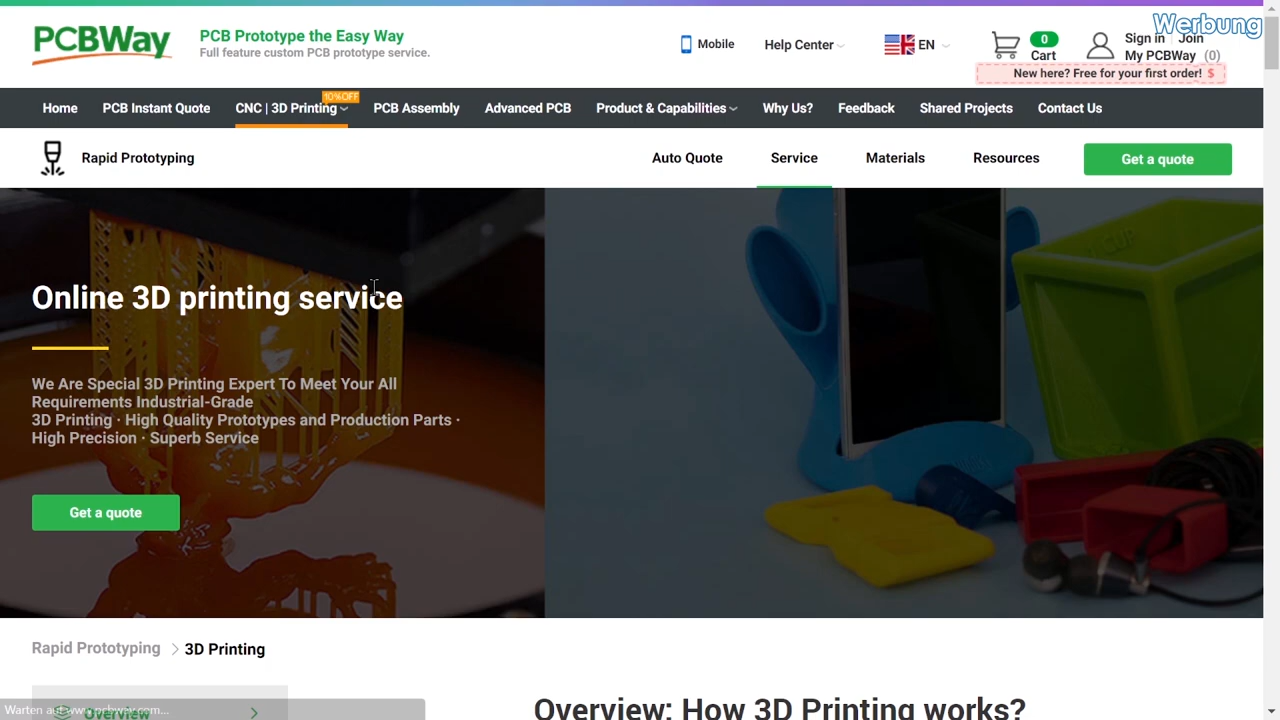 Werbung
PCBWay
PCB Prototype the Easy Way
Full feature custom PCB prototype service.
Mobile
Help Center
EN
0
Cart
Sign in
Join
My PCBWay (0)
New here? Free for your first order! $
Home
PCB Instant Quote
CNC | 3D Printing
10%OFF
PCB Assembly
Advanced PCB
Product & Capabilities
Why Us?
Feedback
Shared Projects
Contact Us
Rapid Prototyping
Auto Quote
Service
Materials
Resources
Get a quote
Online 3D printing service
We Are Special 3D Printing Expert To Meet Your All
Requirements Industrial-Grade
3D Printing · High Quality Prototypes and Production Parts ·
High Precision · Superb Service
Get a quote
Rapid Prototyping > 3D Printing
Overview
Overview: How 3D Printing works?
Warten auf www.pcbway.com...